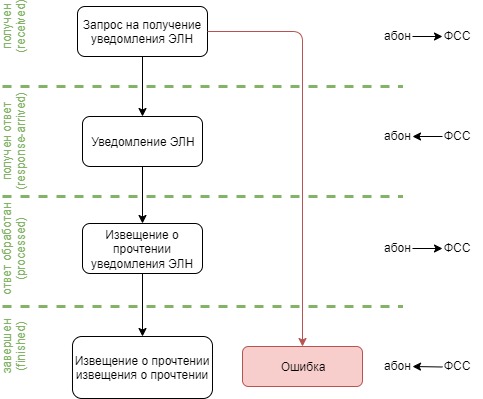 получен
(received)
Запрос на получение
уведомления ЭЛН
абон
ФСС
получен ответ
(response-arrived)
Уведомление ЭЛН
абон
ФСС
ответ обработан
(processed)
Извещение о
прочтении
уведомления ЭЛН
абон
ФСС
завершен
(finished)
Извещение о прочтении
извещения о прочтении
Ошибка
абон
ФСС